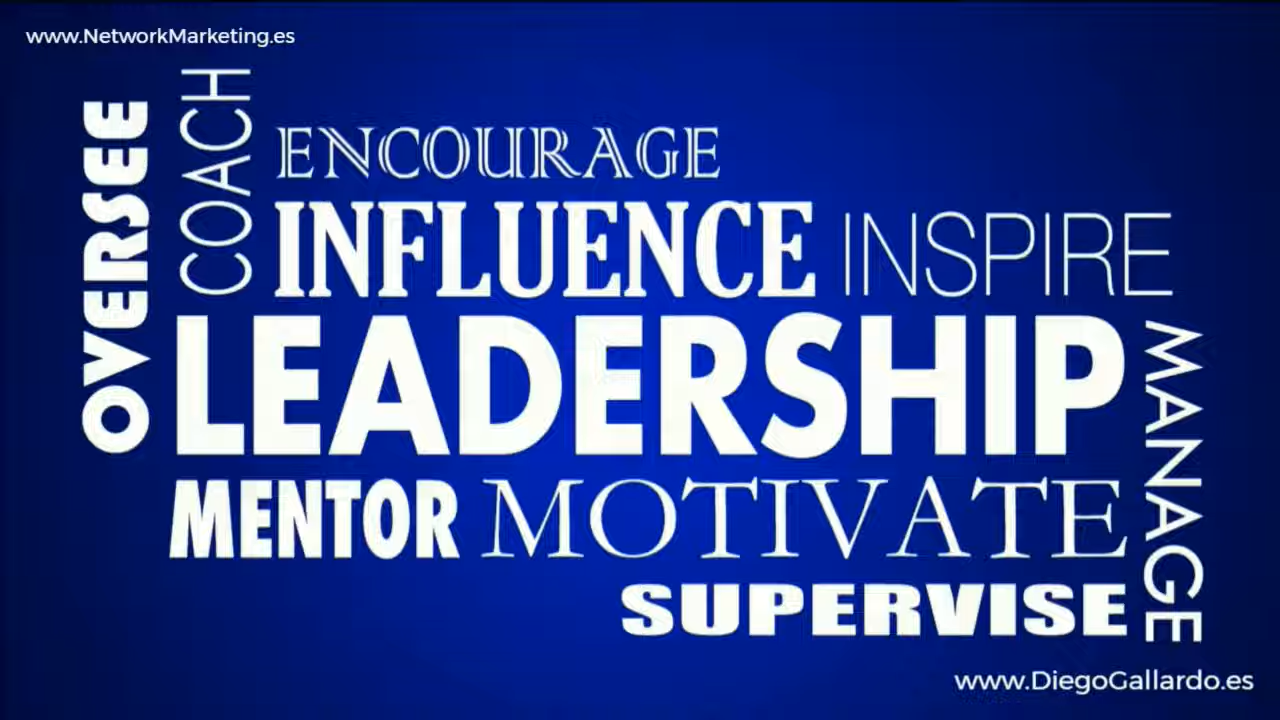 www.NetworkMarketing.es
OVERSEE
COACH
ENCOURAGE
INFLUENCE INSPIRE
LEADERSHIP
MANAGE
MENTOR MOTIVATE
SUPERVISE
www.DiegoGallardo.es